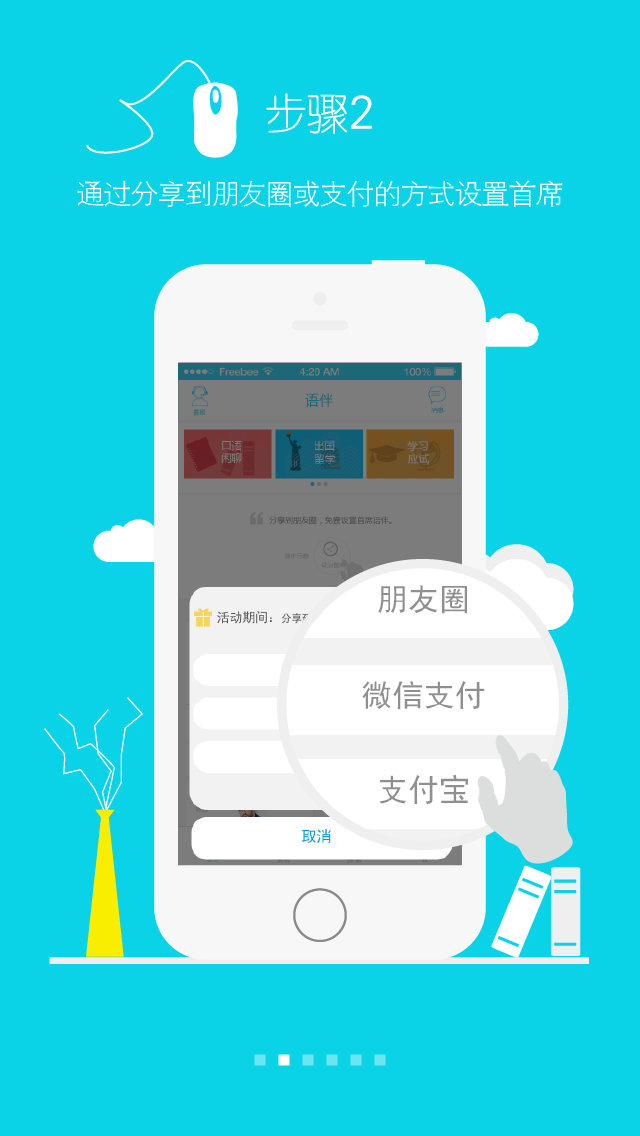 步骤2
通过分享到朋友圈或支付的方式设置首席
Freebee
4:20 AM
100%
语伴
口语
闲聊
出国
留学
学习
应试
分享到朋友圈，免费设置首席语伴。
活动期间：分享
朋友圈
微信支付
支付宝
取消